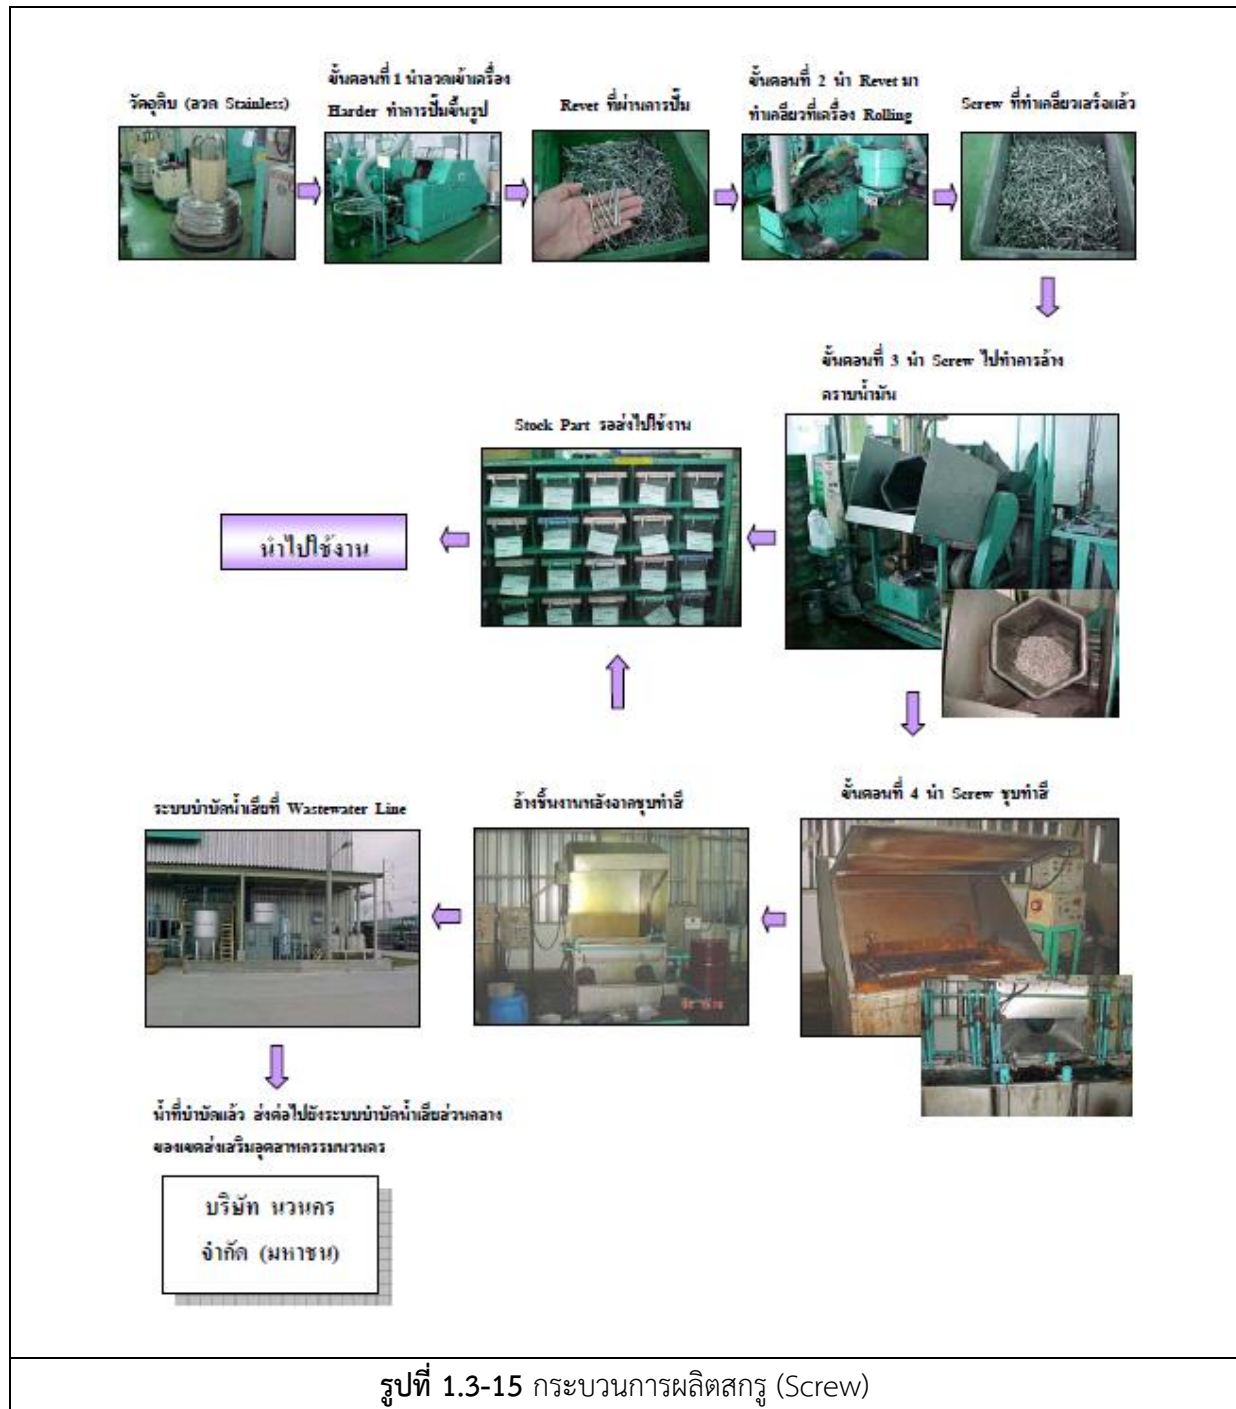 วัตถุดิบ (ลวด Stainless)
ขั้นตอนที่ 1 นำลวดเข้าเครื่อง
Harder ทำการปั๊มขึ้นรูป
Revet ที่ผ่านการปั๊ม
ขั้นตอนที่ 2 นำ Revet มา
ทำเกลียวที่เครื่อง Rolling
Screw ที่ทำเกลียวเสร็จแล้ว
ขั้นตอนที่ 3 นำ Screw ไปทำการล้าง
คราบน้ำมัน
Stock Part รอส่งไปใช้งาน
นำไปใช้งาน
ระบบบำบัดน้ำเสียที่ Wastewater Line
ล้างชิ้นงานหลังจากชุบทำสี
ขั้นตอนที่ 4 นำ Screw ชุบทำสี
น้ำที่บำบัดแล้ว ส่งต่อไปยังระบบบำบัดน้ำเสียส่วนกลาง
ของเขตส่งเสริมอุตสาหกรรมนวนคร
บริษัท นวนคร
จำกัด (มหาชน)
รูปที่ 1.3-15 กระบวนการผลิตสกรู (Screw)